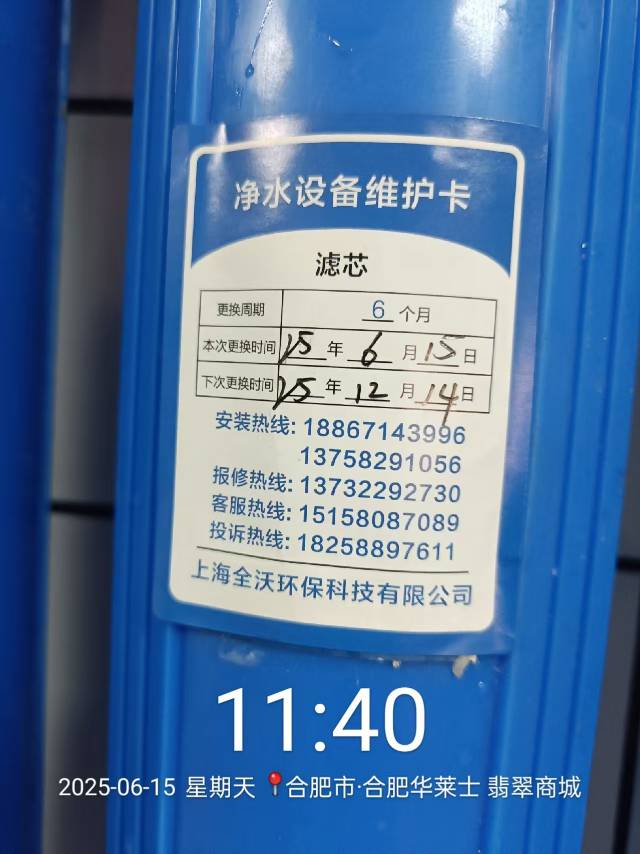 净水设备维护卡
滤芯
更换周期 6 个月
本次更换时间 25 年 6 月 15 日
下次更换时间 25 年 12 月 14 日
安装热线: 18867143996
13758291056
报修热线: 13732292730
客服热线: 15158087089
投诉热线: 18258897611
上海全沃环保科技有限公司
11:40
2025-06-15 星期天 📍合肥市·合肥华莱士 翡翠商城